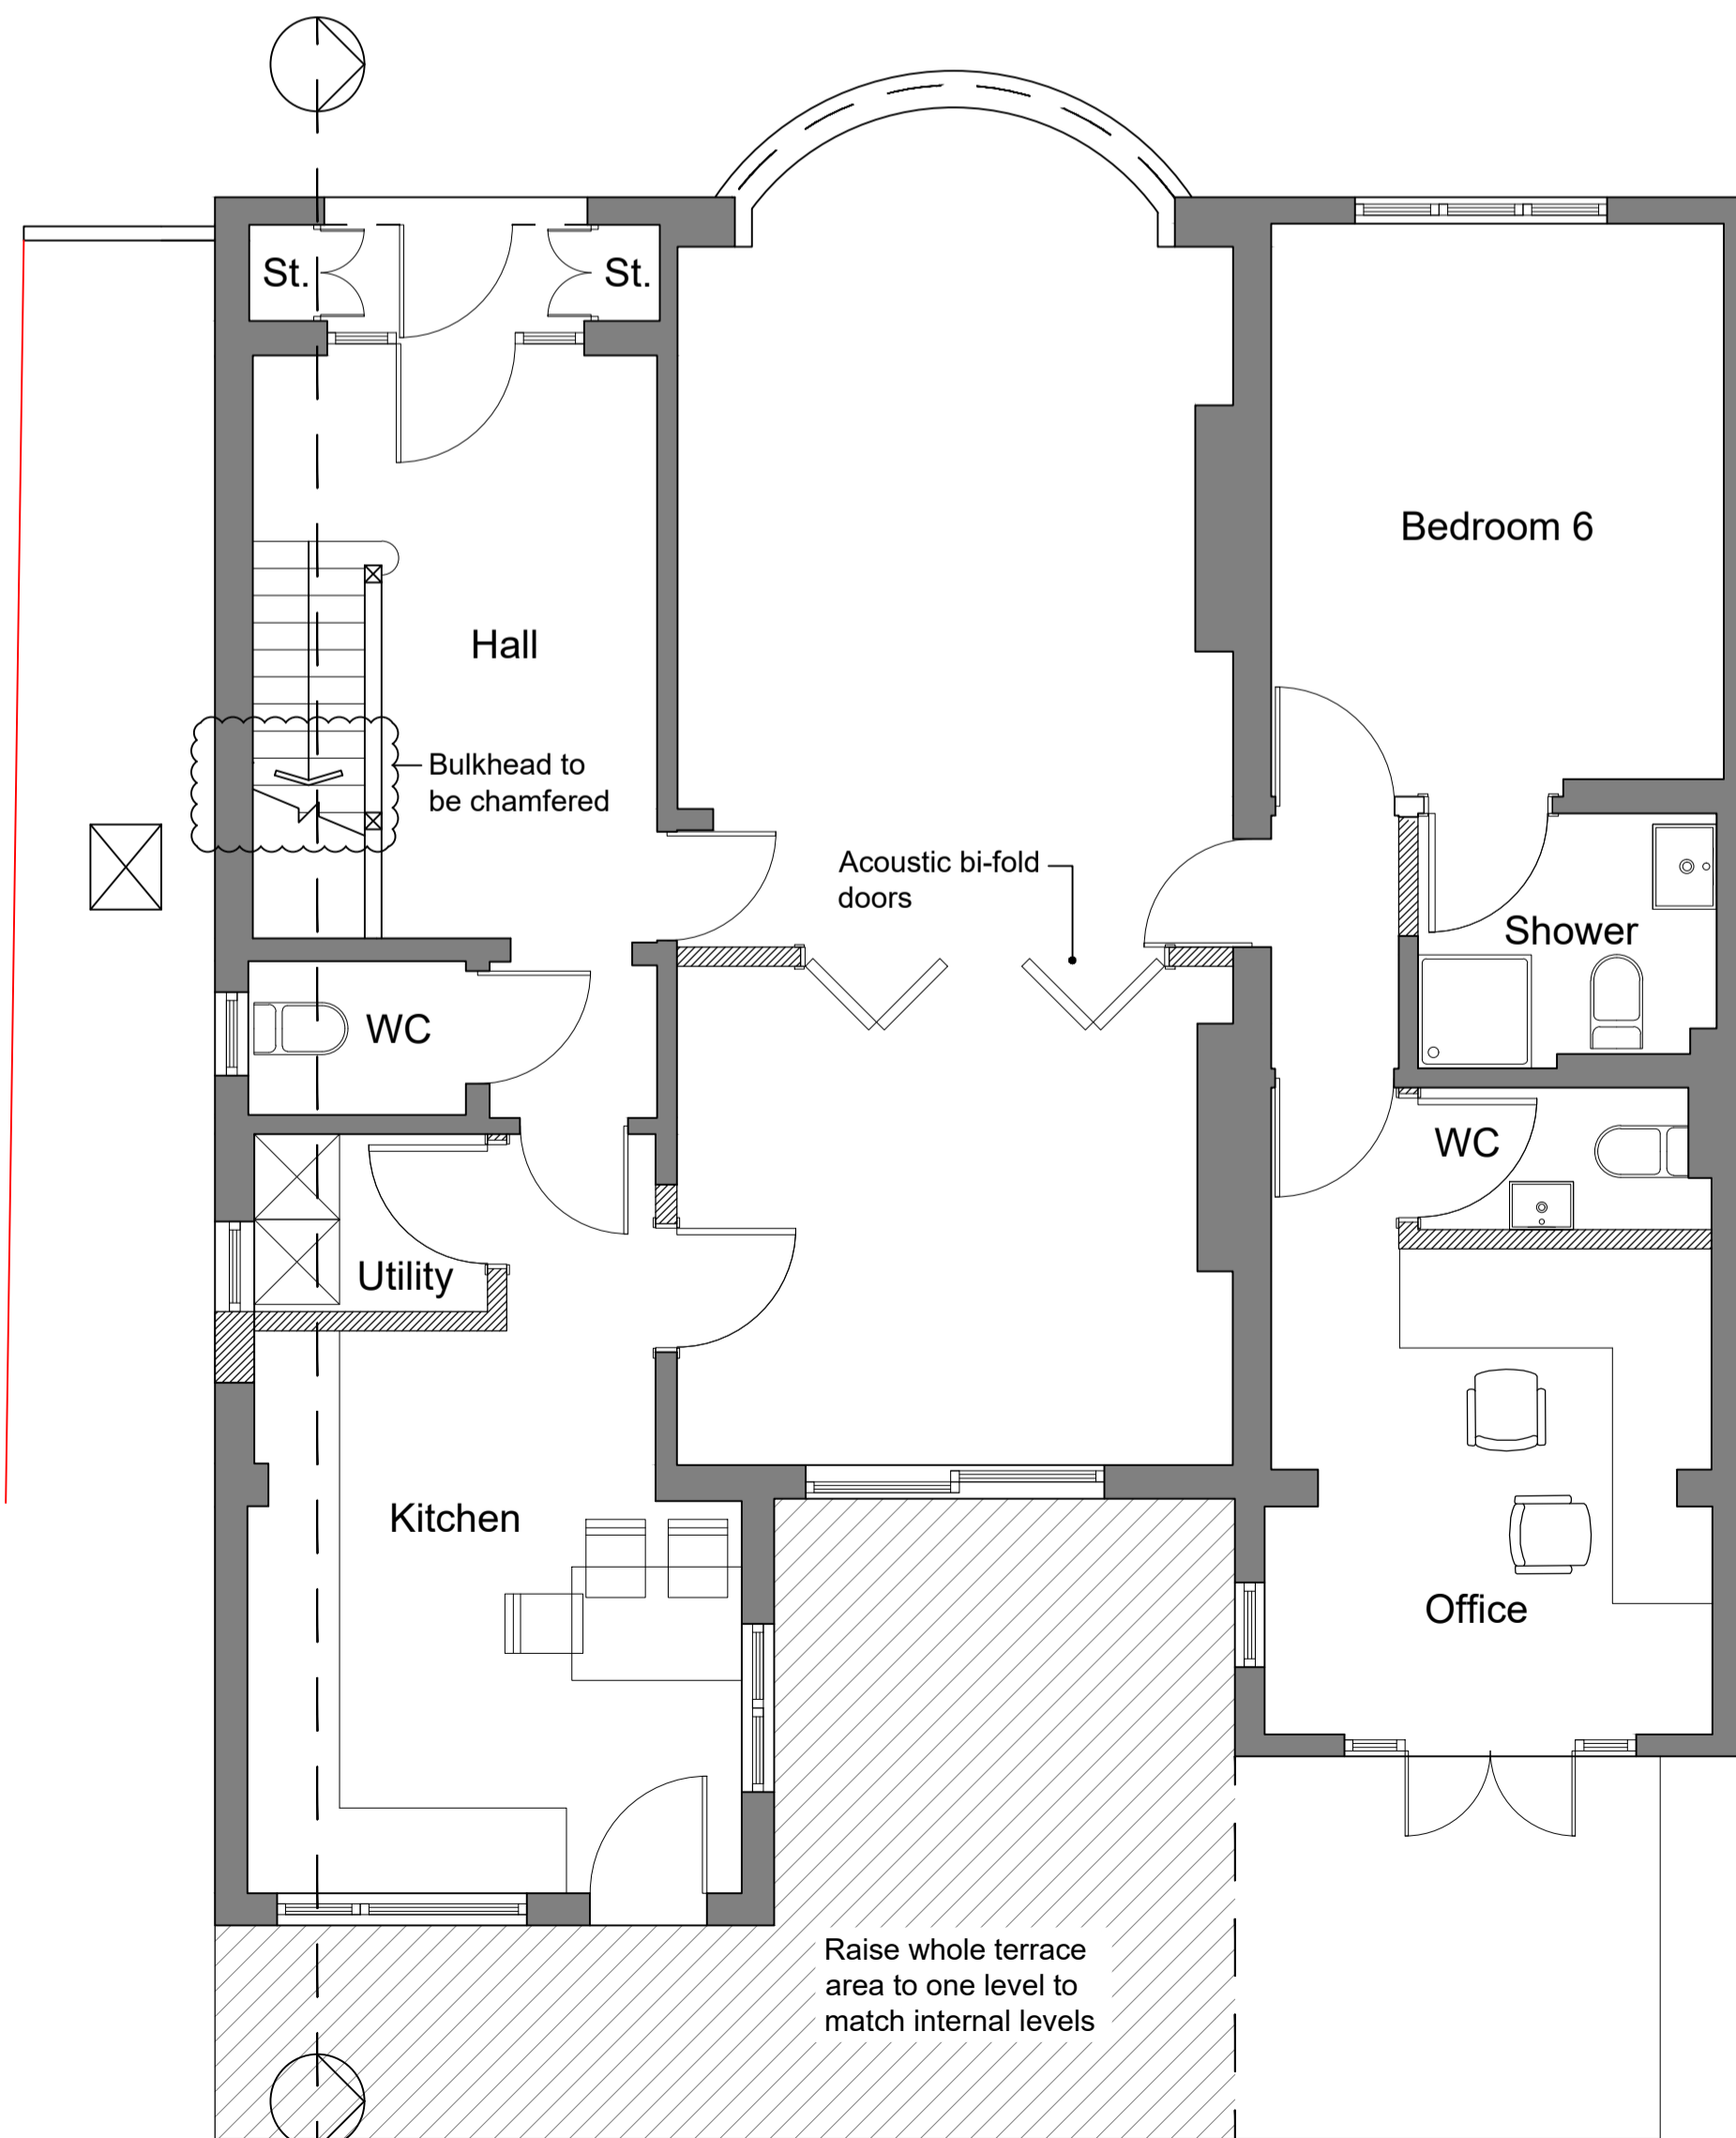 St.
St.
Bedroom 6
Hall
Bulkhead to
be chamfered
Acoustic bi-fold
doors
Shower
WC
WC
Utility
Kitchen
Office
Raise whole terrace
area to one level to
match internal levels